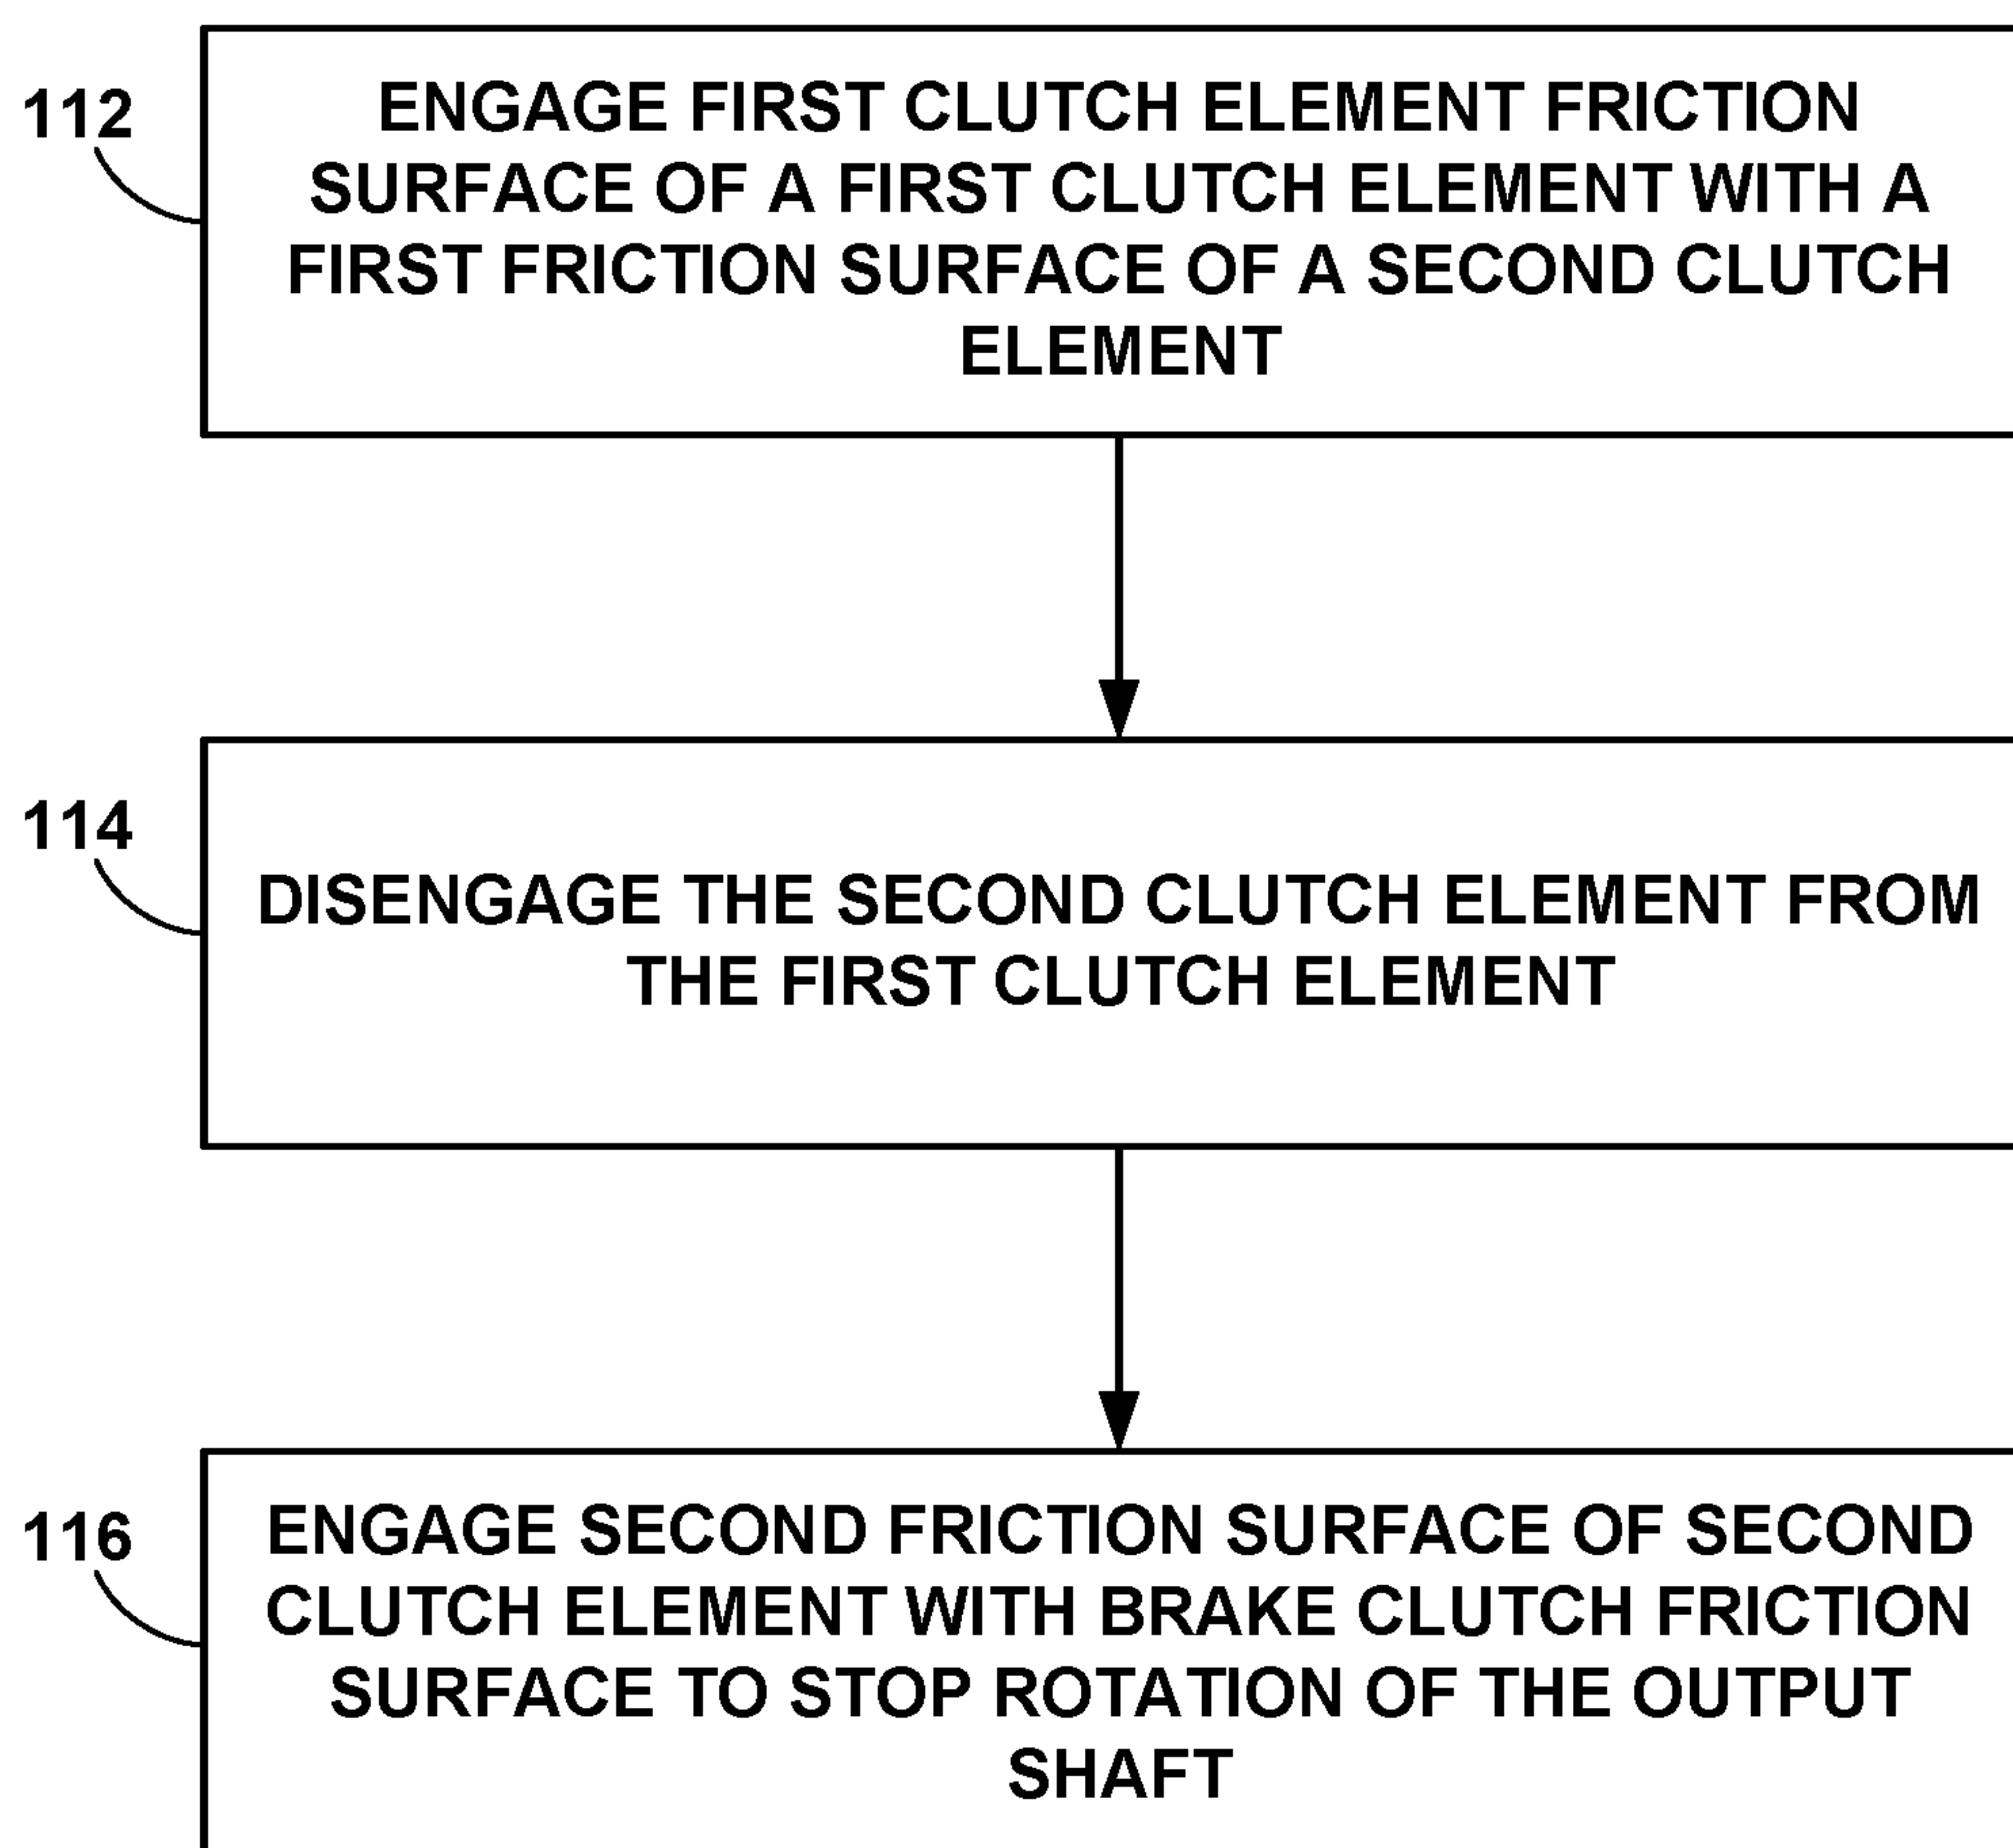 112
ENGAGE FIRST CLUTCH ELEMENT FRICTION
SURFACE OF A FIRST CLUTCH ELEMENT WITH A
FIRST FRICTION SURFACE OF A SECOND CLUTCH
ELEMENT
114
DISENGAGE THE SECOND CLUTCH ELEMENT FROM
THE FIRST CLUTCH ELEMENT
116
ENGAGE SECOND FRICTION SURFACE OF SECOND
CLUTCH ELEMENT WITH BRAKE CLUTCH FRICTION
SURFACE TO STOP ROTATION OF THE OUTPUT
SHAFT